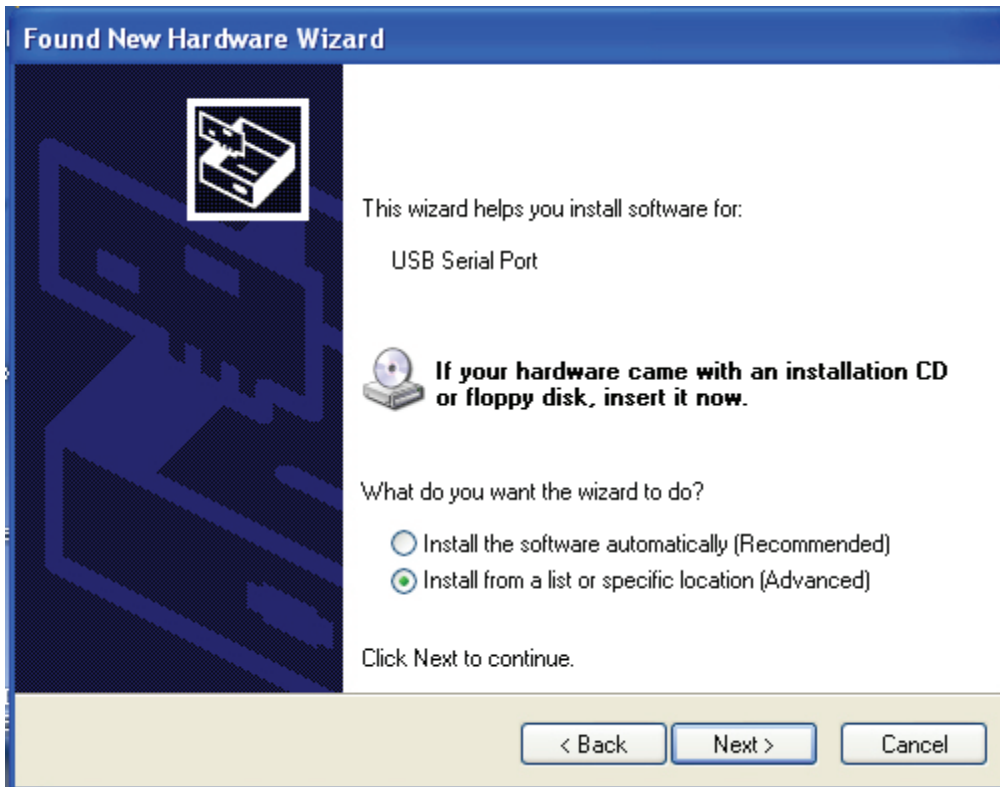 Found New Hardware Wizard
This wizard helps you install software for:
USB Serial Port
If your hardware came with an installation CD
or floppy disk, insert it now.
What do you want the wizard to do?
Install the software automatically (Recommended)
Install from a list or specific location (Advanced)
Click Next to continue.
< Back Next > Cancel